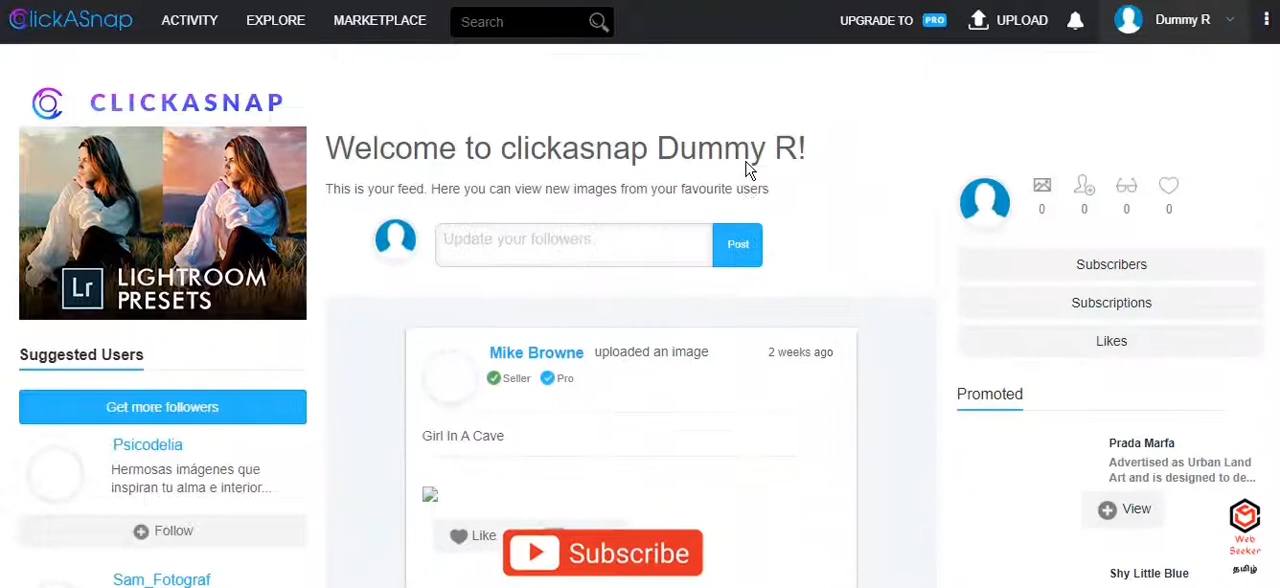 ClickASnap ACTIVITY EXPLORE MARKETPLACE Search UPGRADE TO PRO UPLOAD Dummy R
CLICKASNAP
Lr LIGHTROOM
PRESETS
Suggested Users
Get more followers
Psicodelia
Hermosas imágenes que
inspiran tu alma e interior...
Follow
Sam_Fotograf
Welcome to clickasnap Dummy R!
This is your feed. Here you can view new images from your favourite users
Update your followers. Post
Mike Browne uploaded an image 2 weeks ago
Seller Pro
Girl In A Cave
Like
Subscribe
0 0 0 0
Subscribers
Subscriptions
Likes
Promoted
Prada Marfa
Advertised as Urban Land
Art and is designed to de...
View
Shy Little Blue
Web
Seeker
தமிழ்